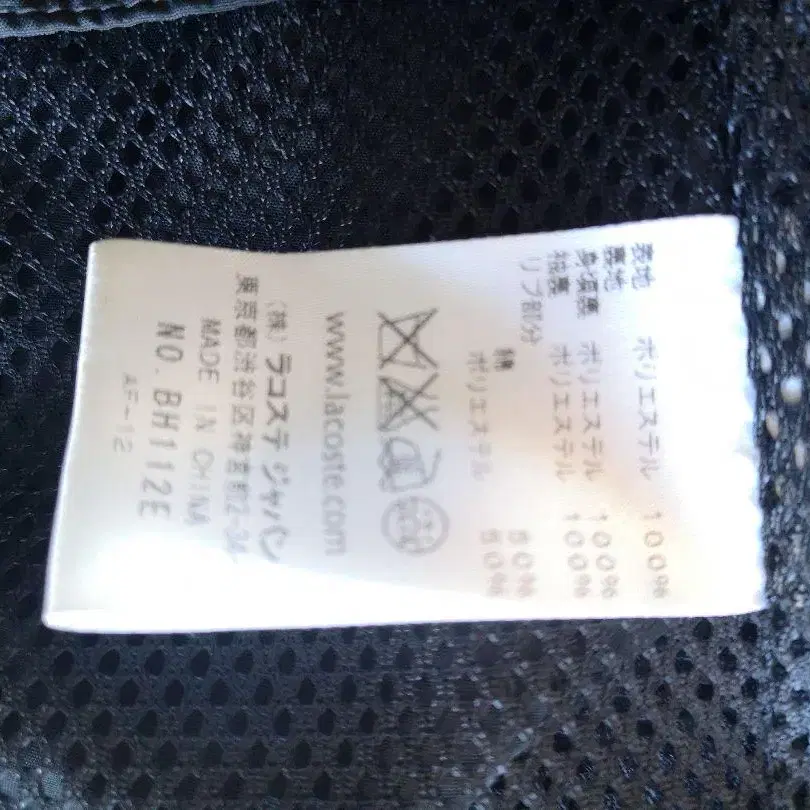 表地 ポリエステル 100%
裏地
身頃裏 ポリエステル 100%
袖裏 ポリエステル 100%
リブ部分 綿 50%
ポリエステル 50%
www.lacoste.com
(株)ラコステ ジャパン
東京都渋谷区神宮前2-34
MADE IN CHINA
NO. BH112E
AF-12